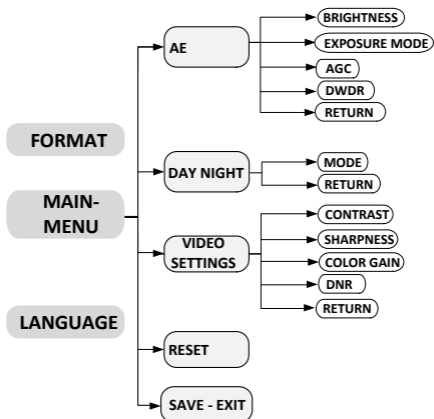 FORMAT
MAIN-
MENU
LANGUAGE
AE
BRIGHTNESS
EXPOSURE MODE
AGC
DWDR
RETURN
DAY NIGHT
MODE
RETURN
VIDEO
SETTINGS
CONTRAST
SHARPNESS
COLOR GAIN
DNR
RETURN
RESET
SAVE - EXIT